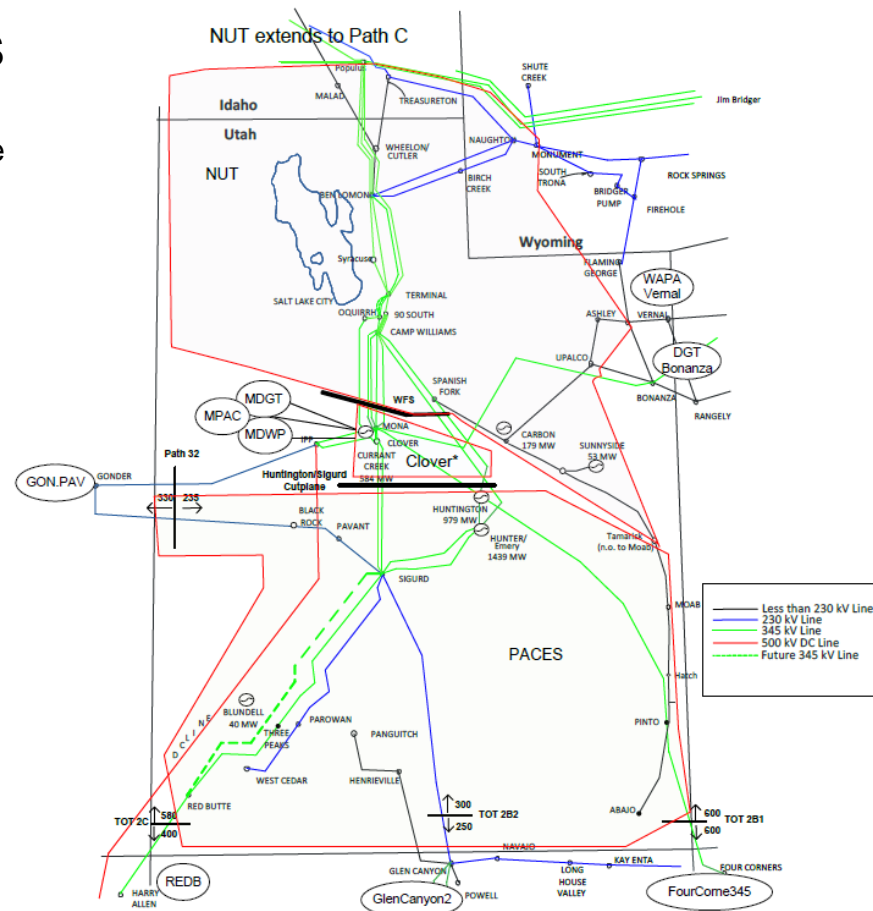 S
e
NUT extends to Path C
Populus
MALAD
TREASURETON
SHUTE
CREEK
Jim Bridger
Idaho
Utah
WHEELON/
CUTLER
NAUGHTO
MONUMENT
NUT
SOUTH
TRONA
ROCK SPRINGS
BIRCH
CREEK
BRIDGER
PUMP
FIREHOLE
BEN LOMOND
Wyoming
Syracuse
FLAMING
GEORGE
WAPA
Vernal
SALT LAKE CITY
TERMINAL
OQUIRRH
90 SOUTH
CAMP WILLIAMS
ASHLEY
VERNAL
DGT
Bonanza
UPALCO
BONANZA
RANGELY
SPANISH
FORK
WFS
MDGT
MPAC
MDWP
MONA
IPP
CLOVER
CURRANT
CREEK
584 MW
Clover*
CARBON
179 MW
SUNNYSIDE
53 MW
Path 32
GON.PAV
GONDER
Huntington/Sigurd
Cutplane
330
235
HUNTINGTON
979 MW
BLACK
ROCK
PAVANT
HUNTER/
Emery
1439 MW
Tamarisk
(n.o. to Moab)
SIGURD
Less than 230 kV Line
230 kV Line
345 kV Line
500 kV DC Line
Future 345 kV Line
MOAB
PACES
Hatch
BLUNDELL
40 MW
D C L I N E
THREE
PEAKS
PAROWAN
PANGUITCH
PINTO
WEST CEDAR
HENRIEVILLE
RED BUTTE
ABAJO
TOT 2C
580
400
300
250
TOT 2B2
600
600
TOT 2B1
NAVAJO
KAY ENTA
GLEN CANYON
LONG
HOUSE
VALLEY
FOUR CORNERS
POWELL
HARRY
ALLEN
REDB
GlenCanyon2
FourCorne345